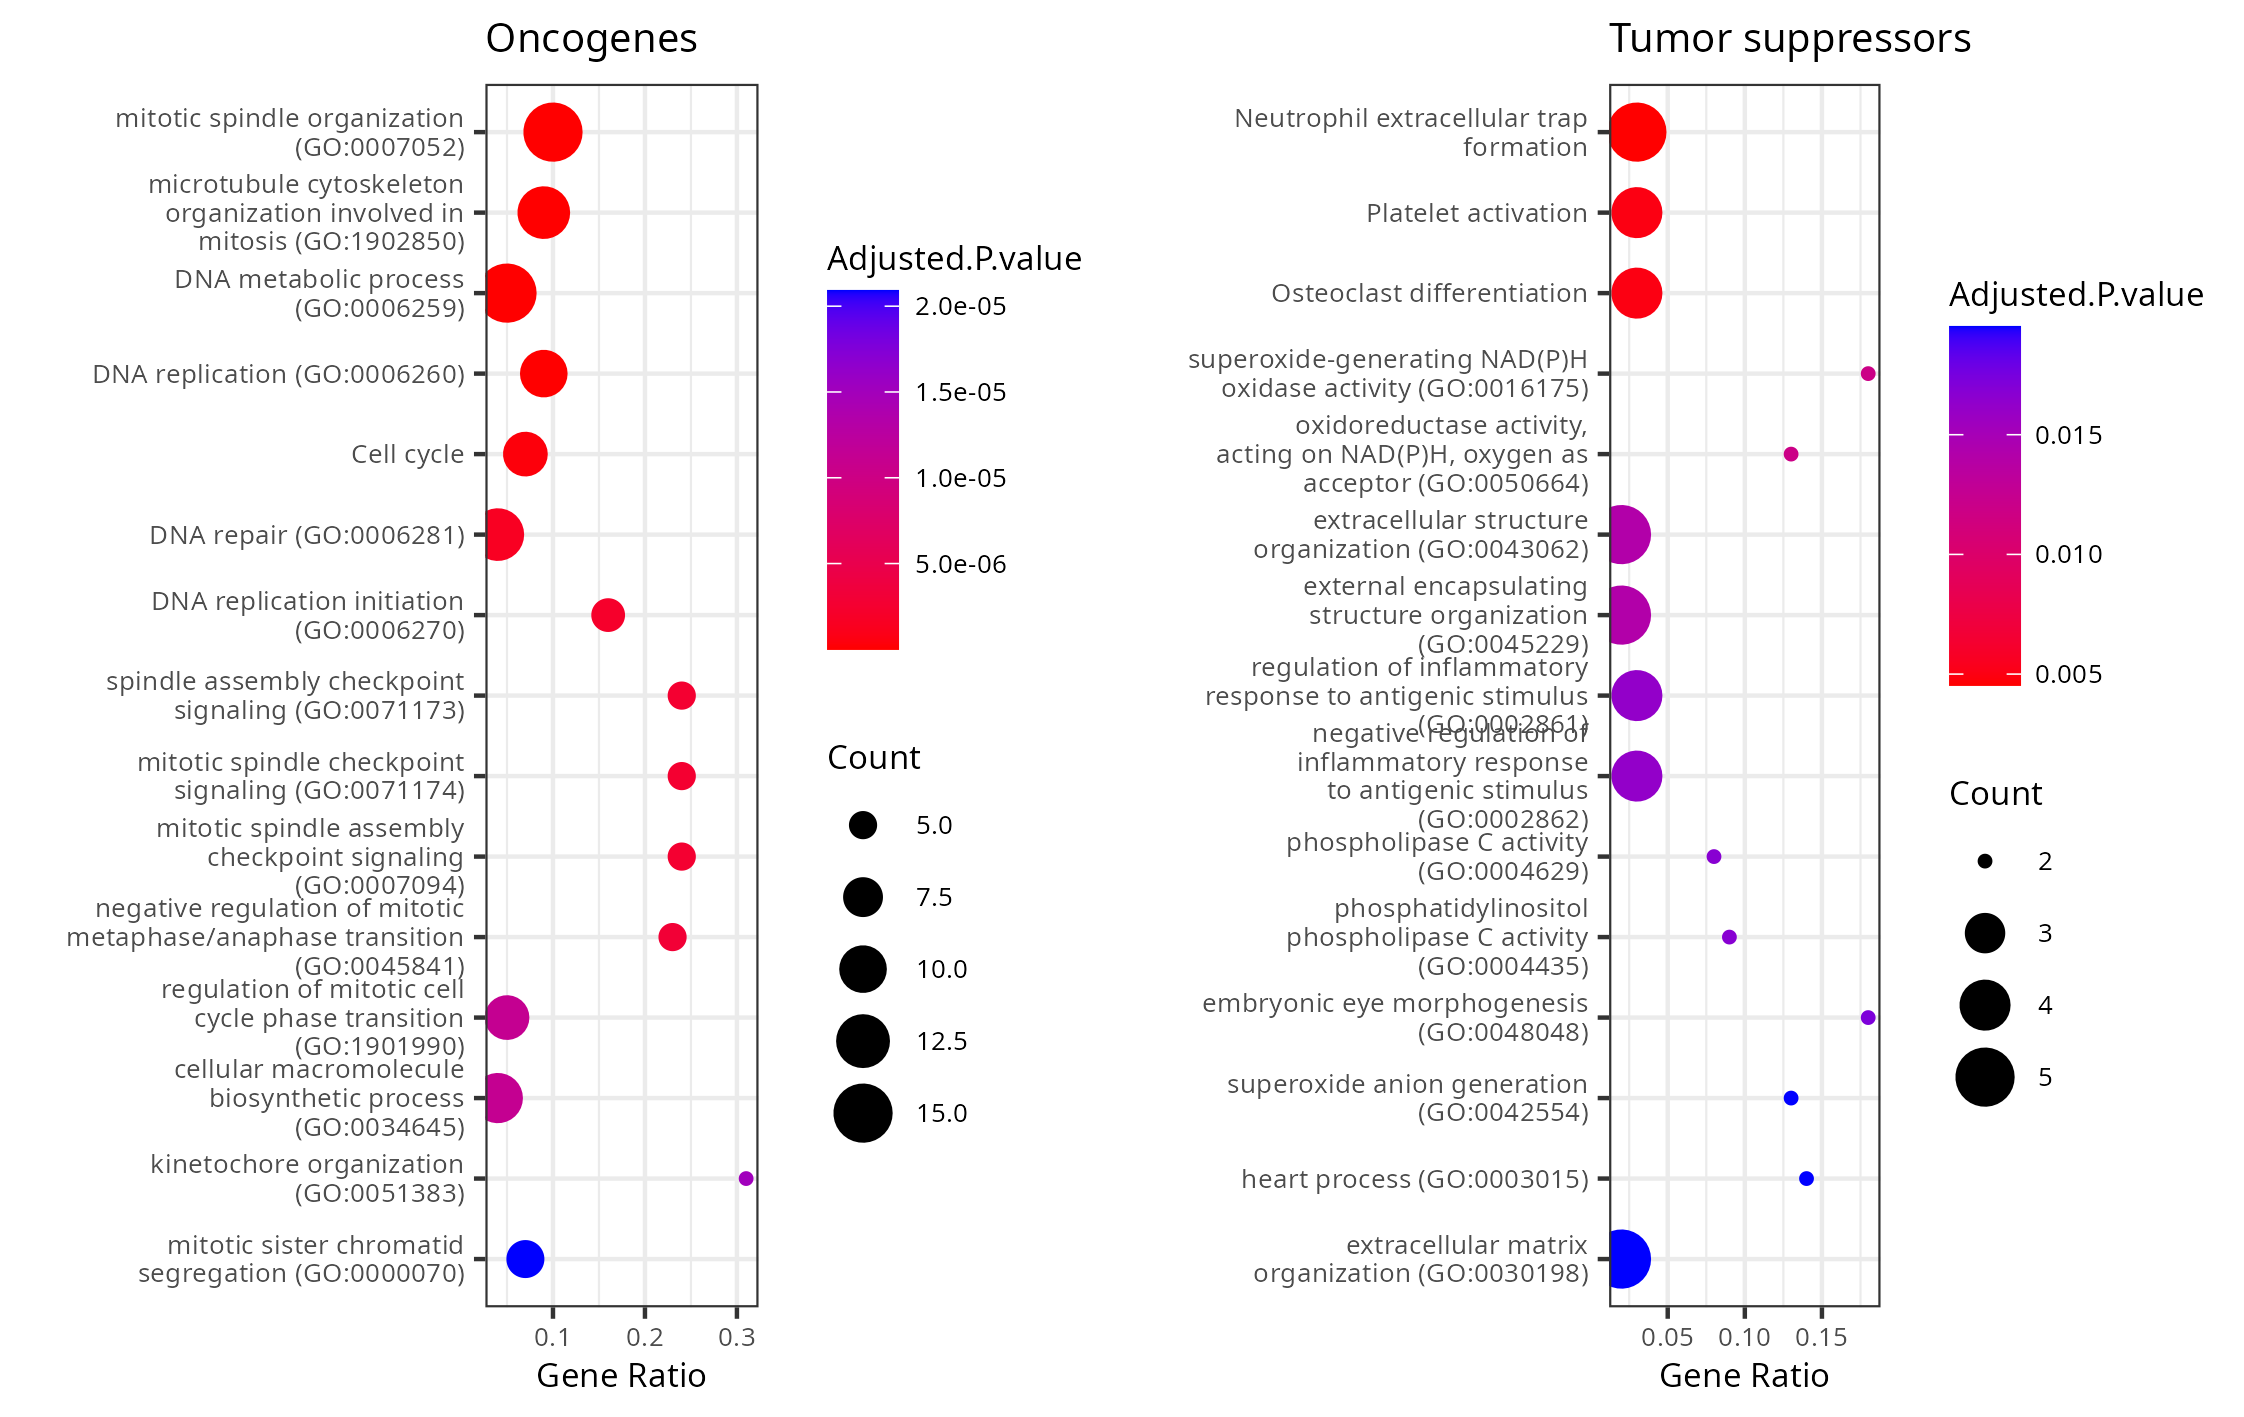 Oncogenes
mitotic spindle organization
(GO:0007052)
microtubule cytoskeleton
organization involved in
mitosis (GO:1902850)
DNA metabolic process
(GO:0006259)
DNA replication (GO:0006260)
Cell cycle
DNA repair (GO:0006281)
DNA replication initiation
(GO:0006270)
spindle assembly checkpoint
signaling (GO:0071173)
mitotic spindle checkpoint
signaling (GO:0071174)
mitotic spindle assembly
checkpoint signaling
(GO:0007094)
negative regulation of mitotic
metaphase/anaphase transition
(GO:0045841)
regulation of mitotic cell
cycle phase transition
(GO:1901990)
cellular macromolecule
biosynthetic process
(GO:0034645)
kinetochore organization
(GO:0051383)
mitotic sister chromatid
segregation (GO:0000070)
0.1 0.2 0.3
Gene Ratio
Adjusted.P.value
2.0e-05
1.5e-05
1.0e-05
5.0e-06
Count
5.0
7.5
10.0
12.5
15.0
Tumor suppressors
Neutrophil extracellular trap
formation
Platelet activation
Osteoclast differentiation
superoxide-generating NAD(P)H
oxidase activity (GO:0016175)
oxidoreductase activity,
acting on NAD(P)H, oxygen as
acceptor (GO:0050664)
extracellular structure
organization (GO:0043062)
external encapsulating
structure organization
(GO:0045229)
regulation of inflammatory
response to antigenic stimulus
(GO:0002861)
negative regulation of
inflammatory response
to antigenic stimulus
(GO:0002862)
phospholipase C activity
(GO:0004629)
phosphatidylinositol
phospholipase C activity
(GO:0004435)
embryonic eye morphogenesis
(GO:0048048)
superoxide anion generation
(GO:0042554)
heart process (GO:0003015)
extracellular matrix
organization (GO:0030198)
0.05 0.10 0.15
Gene Ratio
Adjusted.P.value
0.015
0.010
0.005
Count
2
3
4
5